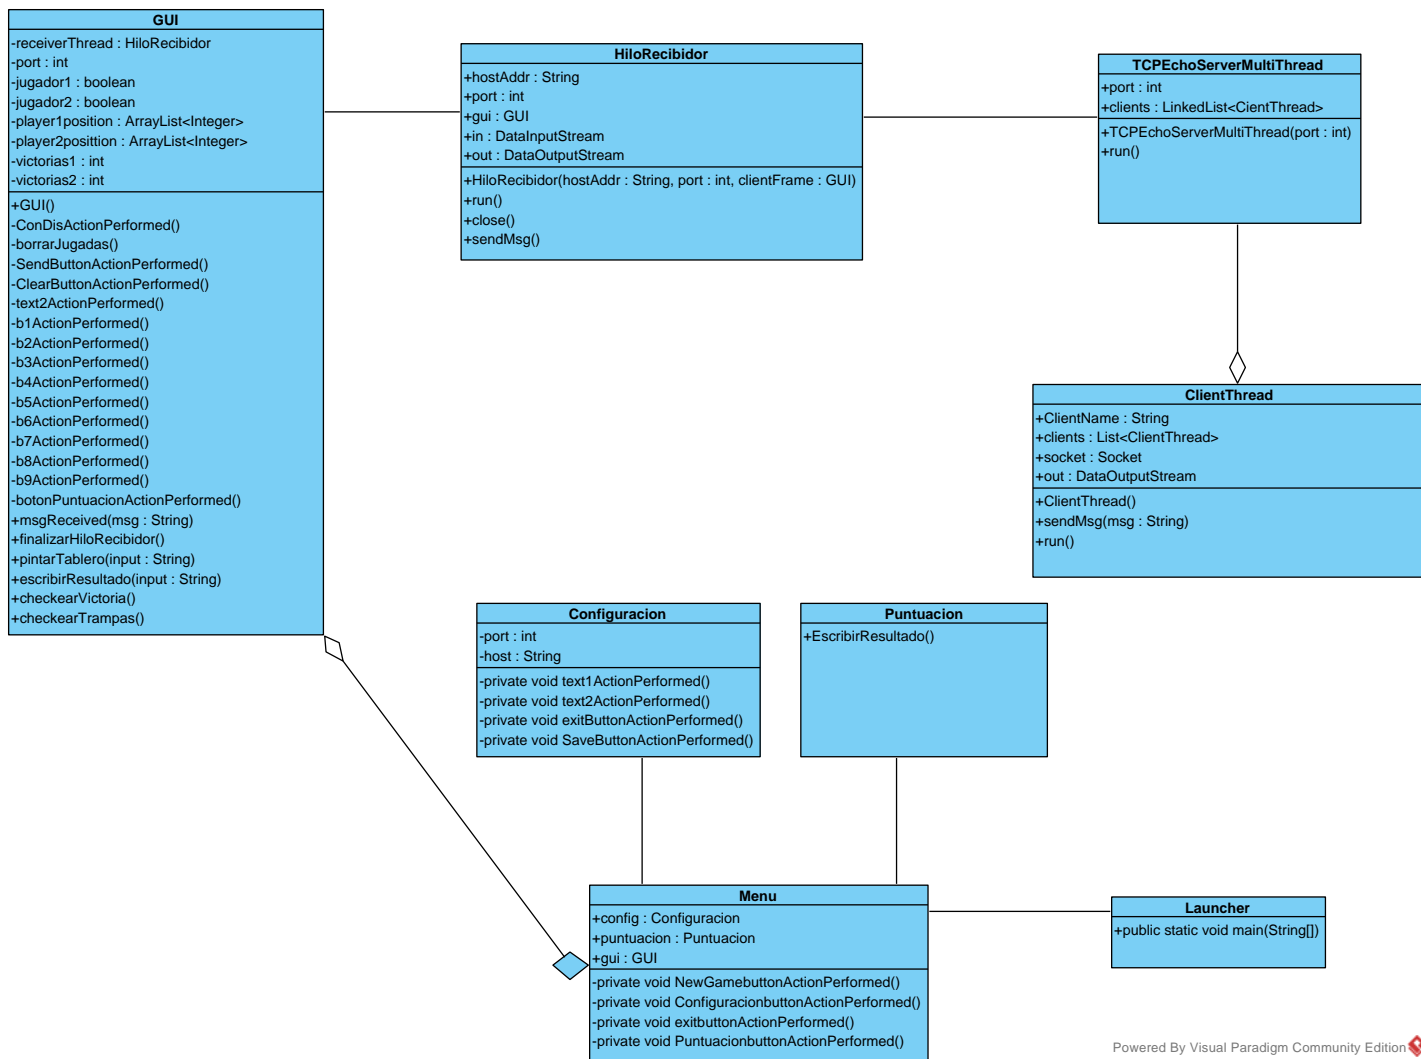 GUI
-receiverThread : HiloRecibidor
-port : int
-jugador1 : boolean
-jugador2 : boolean
-player1position : ArrayList<Integer>
-player2posittion : ArrayList<Integer>
-victorias1 : int
-victorias2 : int
+GUI()
-ConDisActionPerformed()
-borrarJugadas()
-SendButtonActionPerformed()
-ClearButtonActionPerformed()
-text2ActionPerformed()
-b1ActionPerformed()
-b2ActionPerformed()
-b3ActionPerformed()
-b4ActionPerformed()
-b5ActionPerformed()
-b6ActionPerformed()
-b7ActionPerformed()
-b8ActionPerformed()
-b9ActionPerformed()
-botonPuntuacionActionPerformed()
+msgReceived(msg : String)
+finalizarHiloRecibidor()
+pintarTablero(input : String)
+escribirResultado(input : String)
+checkearVictoria()
+checkearTrampas()
HiloRecibidor
+hostAddr : String
+port : int
+gui : GUI
+in : DataInputStream
+out : DataOutputStream
+HiloRecibidor(hostAddr : String, port : int, clientFrame : GUI)
+run()
+close()
+sendMsg()
TCPEchoServerMultiThread
+port : int
+clients : LinkedList<CientThread>
+TCPEchoServerMultiThread(port : int)
+run()
ClientThread
+ClientName : String
+clients : List<ClientThread>
+socket : Socket
+out : DataOutputStream
+ClientThread()
+sendMsg(msg : String)
+run()
Configuracion
-port : int
-host : String
-private void text1ActionPerformed()
-private void text2ActionPerformed()
-private void exitButtonActionPerformed()
-private void SaveButtonActionPerformed()
Puntuacion
+EscribirResultado()
Menu
+config : Configuracion
+puntuacion : Puntuacion
+gui : GUI
-private void NewGamebuttonActionPerformed()
-private void ConfiguracionbuttonActionPerformed()
-private void exitbuttonActionPerformed()
-private void PuntuacionbuttonActionPerformed()
Launcher
+public static void main(String[])
Powered By Visual Paradigm Community Edition